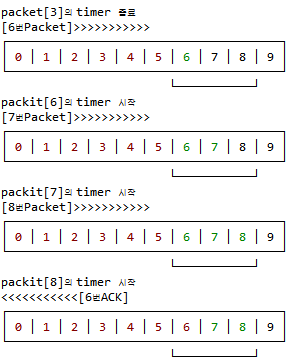 packet[3]의 timer 종료
[6번Packet]>>>>>>>>>>>
0 | 1 | 2 | 3 | 4 | 5 | 6 | 7 | 8 | 9
packit[6]의 timer 시작
[7번Packet]>>>>>>>>>>>
0 | 1 | 2 | 3 | 4 | 5 | 6 | 7 | 8 | 9
packit[7]의 timer 시작
[8번Packet]>>>>>>>>>>>
0 | 1 | 2 | 3 | 4 | 5 | 6 | 7 | 8 | 9
packit[8]의 timer 시작
<<<<<<<<<<<[6번ACK]
0 | 1 | 2 | 3 | 4 | 5 | 6 | 7 | 8 | 9